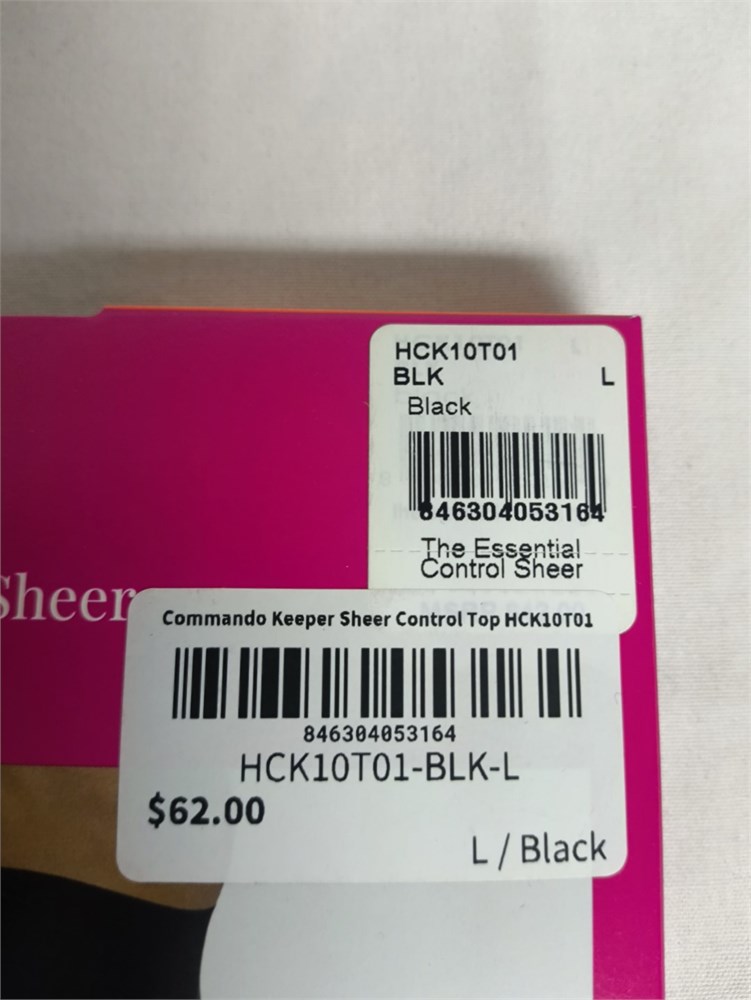 HCK10T01
BLK L
Black
846304053164
The Essential
Control Sheer
Sheer
Commando Keeper Sheer Control Top HCK10T01
846304053164
HCK10T01-BLK-L
$62.00
L / Black